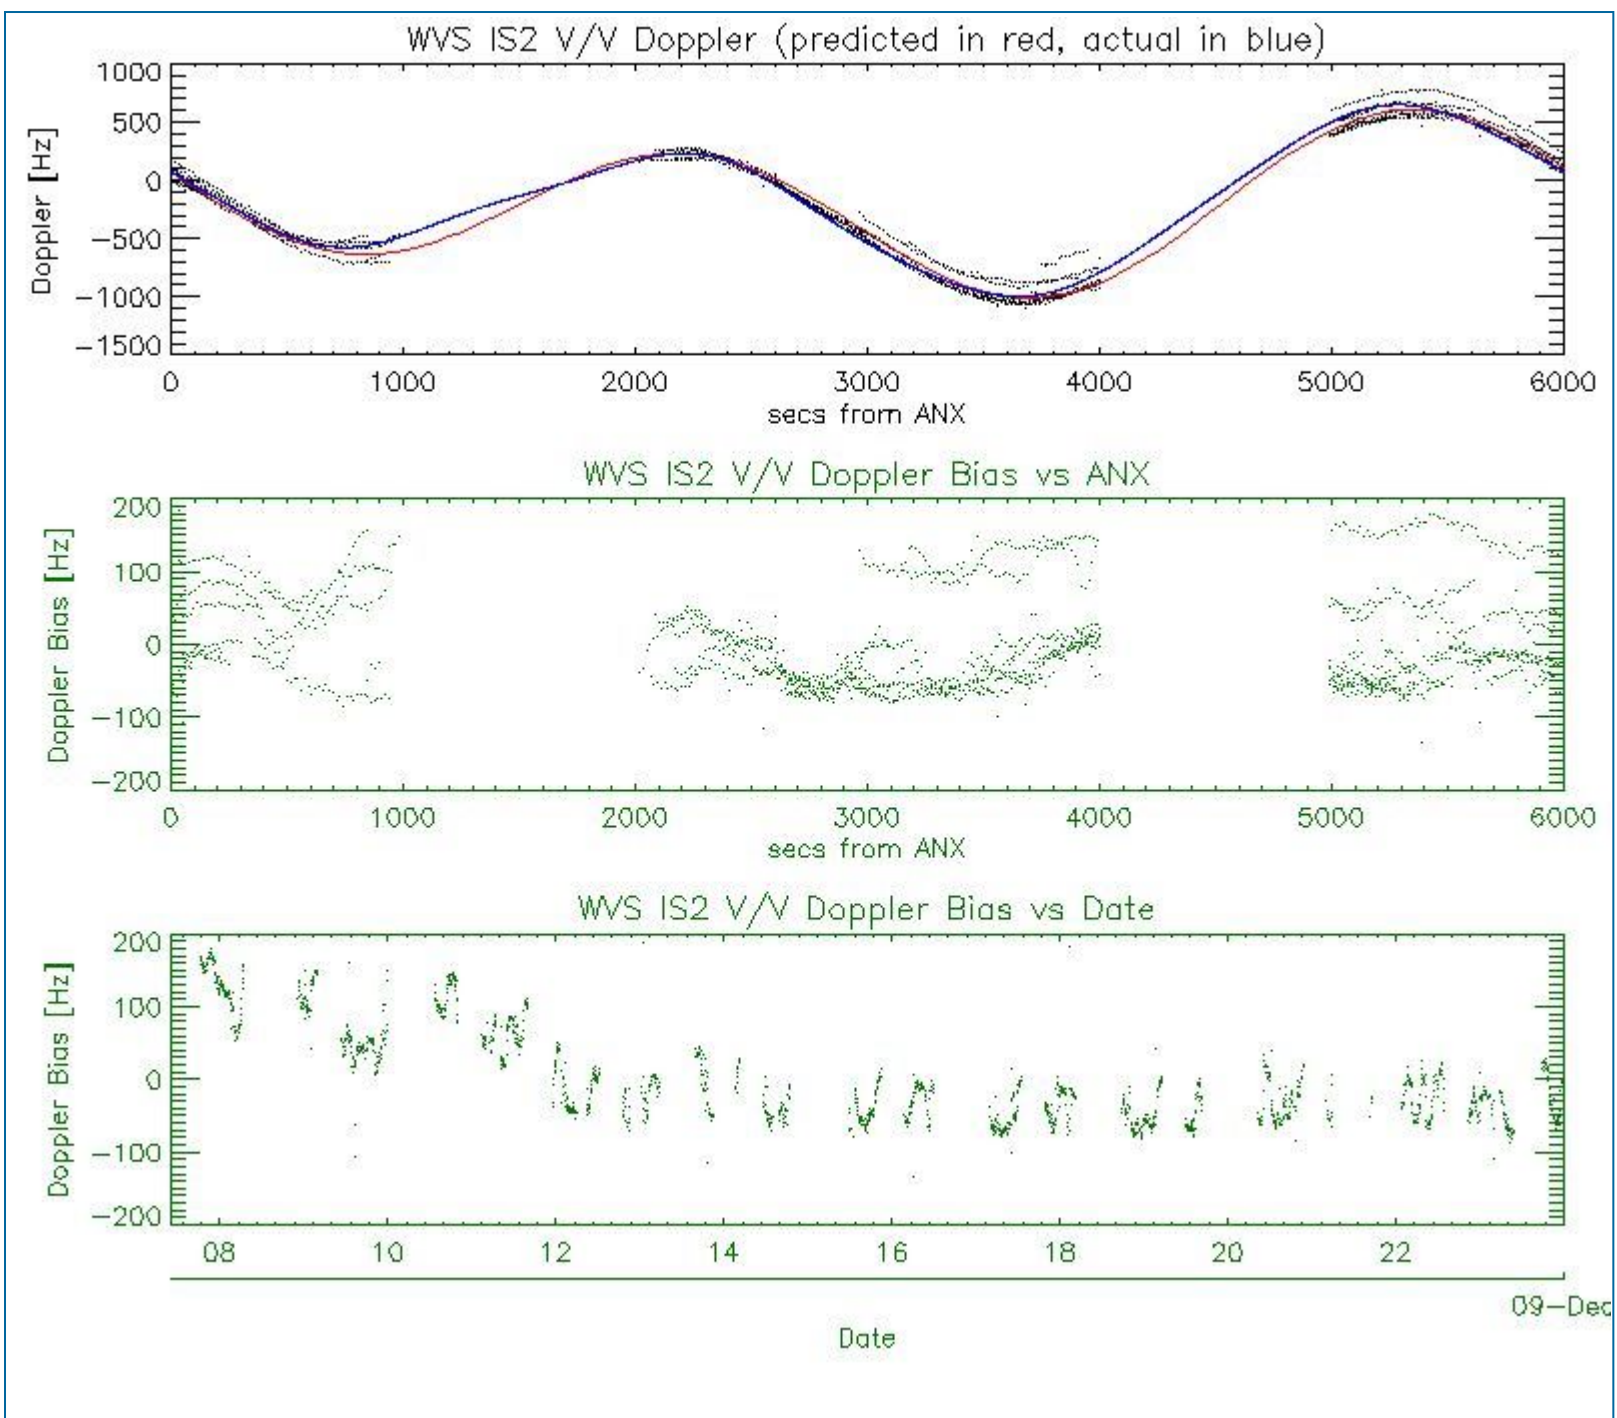 WVS IS2 V/V Doppler (predicted in red, actual in blue)
1000
500
0
-500
-1000
-1500
Doppler [Hz]
0 1000 2000 3000 4000 5000 6000
secs from ANX
WVS IS2 V/V Doppler Bias vs ANX
200
100
0
-100
-200
Doppler Bias [Hz]
0 1000 2000 3000 4000 5000 6000
secs from ANX
WVS IS2 V/V Doppler Bias vs Date
200
100
0
-100
-200
Doppler Bias [Hz]
08 10 12 14 16 18 20 22
09-Dec
Date